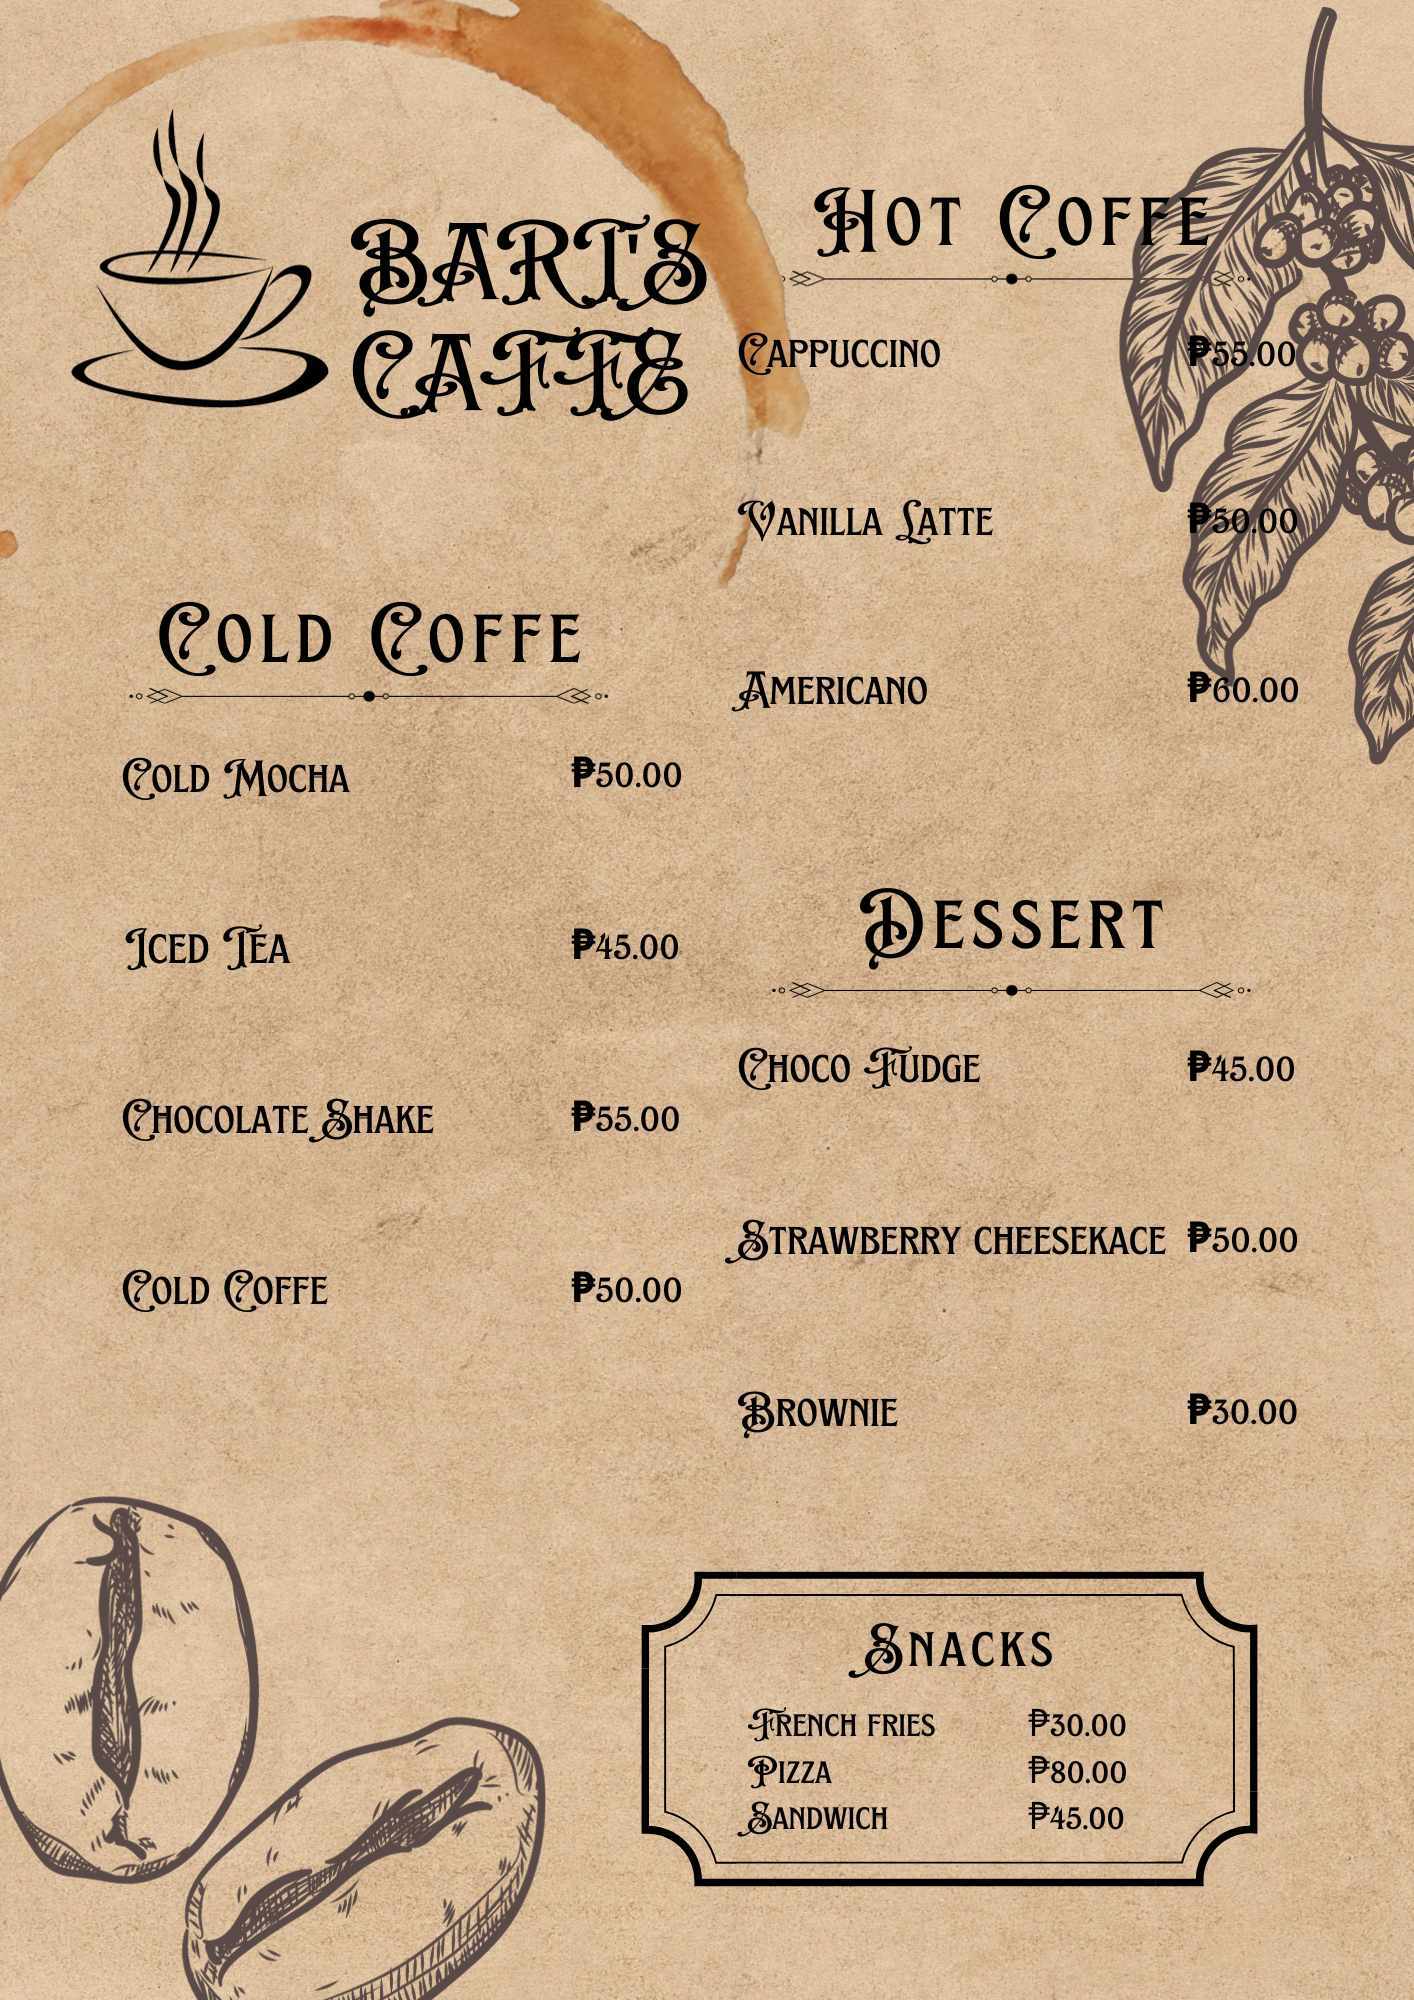 BART'S
CAFFE
COLD COFFE
COLD MOCHA ₱50.00
ICED TEA ₱45.00
CHOCOLATE SHAKE ₱55.00
COLD COFFE ₱50.00
HOT COFFE
CAPPUCCINO ₱55.00
VANILLA LATTE ₱50.00
AMERICANO ₱60.00
DESSERT
CHOCO FUDGE ₱45.00
STRAWBERRY CHEESEKACE ₱50.00
BROWNIE ₱30.00
SNACKS
FRENCH FRIES ₱30.00
PIZZA ₱80.00
SANDWICH ₱45.00